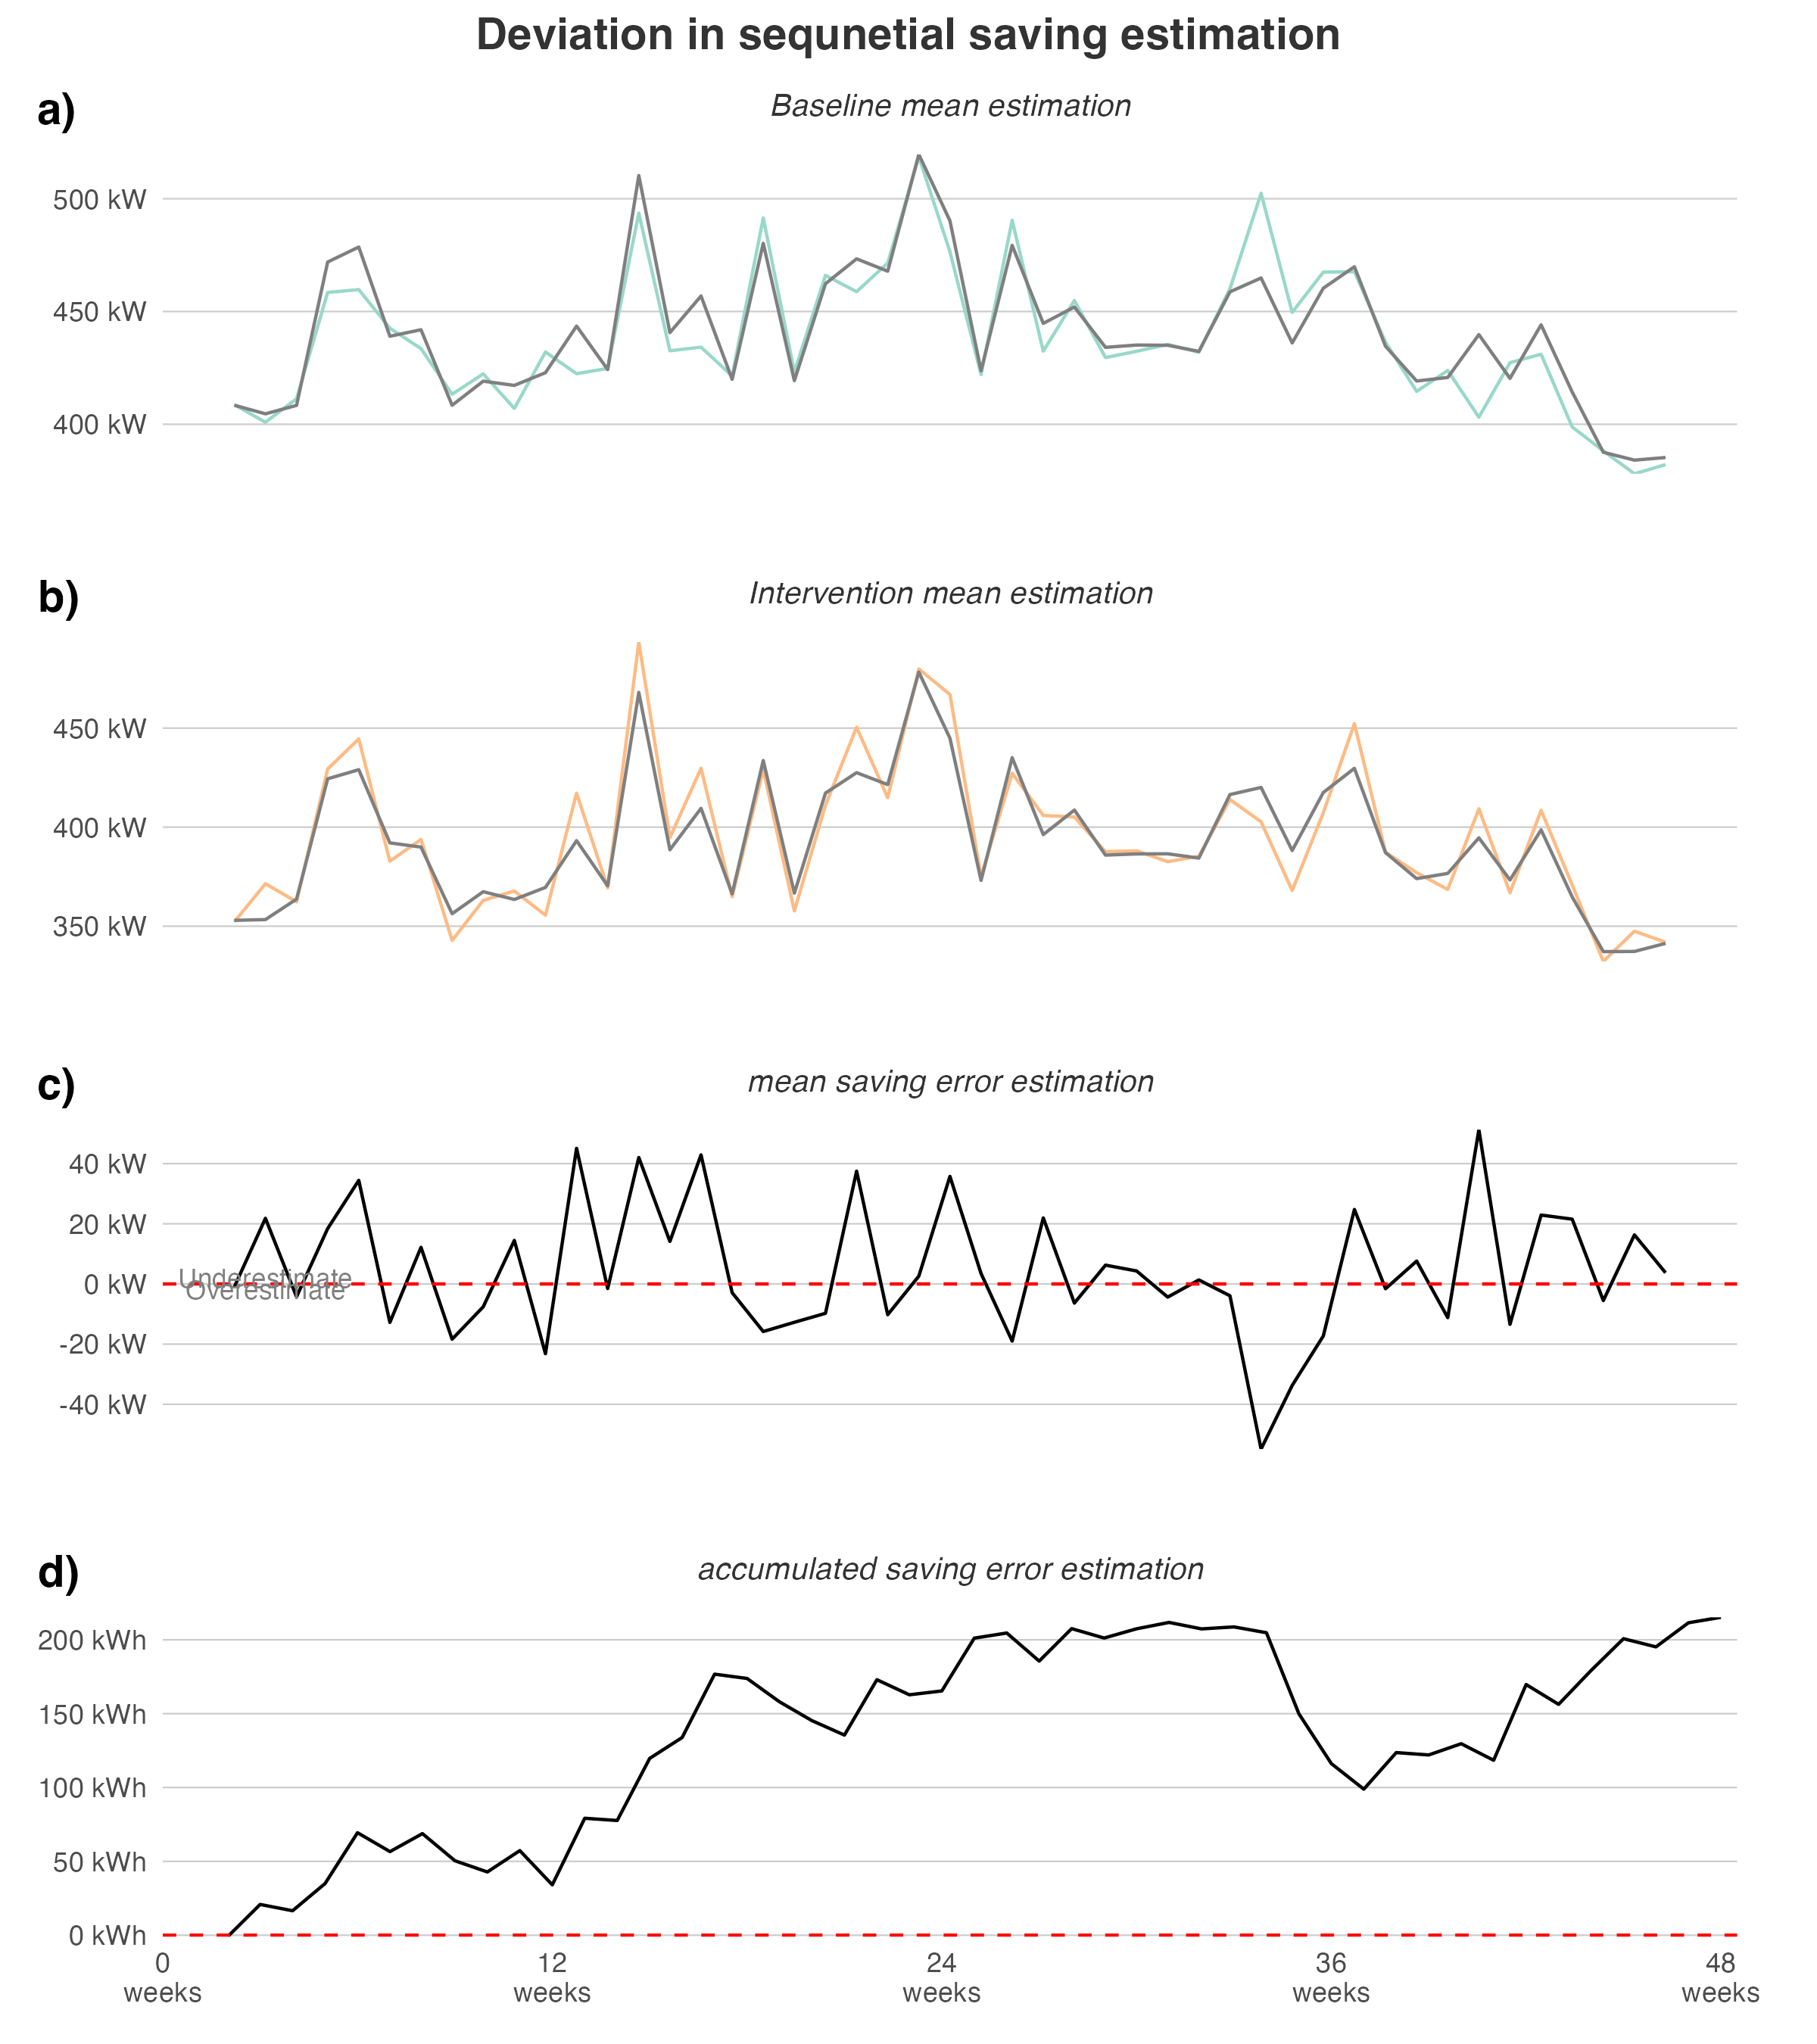 Deviation in sequnetial saving estimation
a)
Baseline mean estimation
500 kW
450 kW
400 kW
b)
Intervention mean estimation
450 kW
400 kW
350 kW
c)
mean saving error estimation
40 kW
20 kW
Underestimate
0 kW
Overestimate
-20 kW
-40 kW
d)
accumulated saving error estimation
200 kWh
150 kWh
100 kWh
50 kWh
0 kWh
0 12 24 36 48
weeks weeks weeks weeks weeks